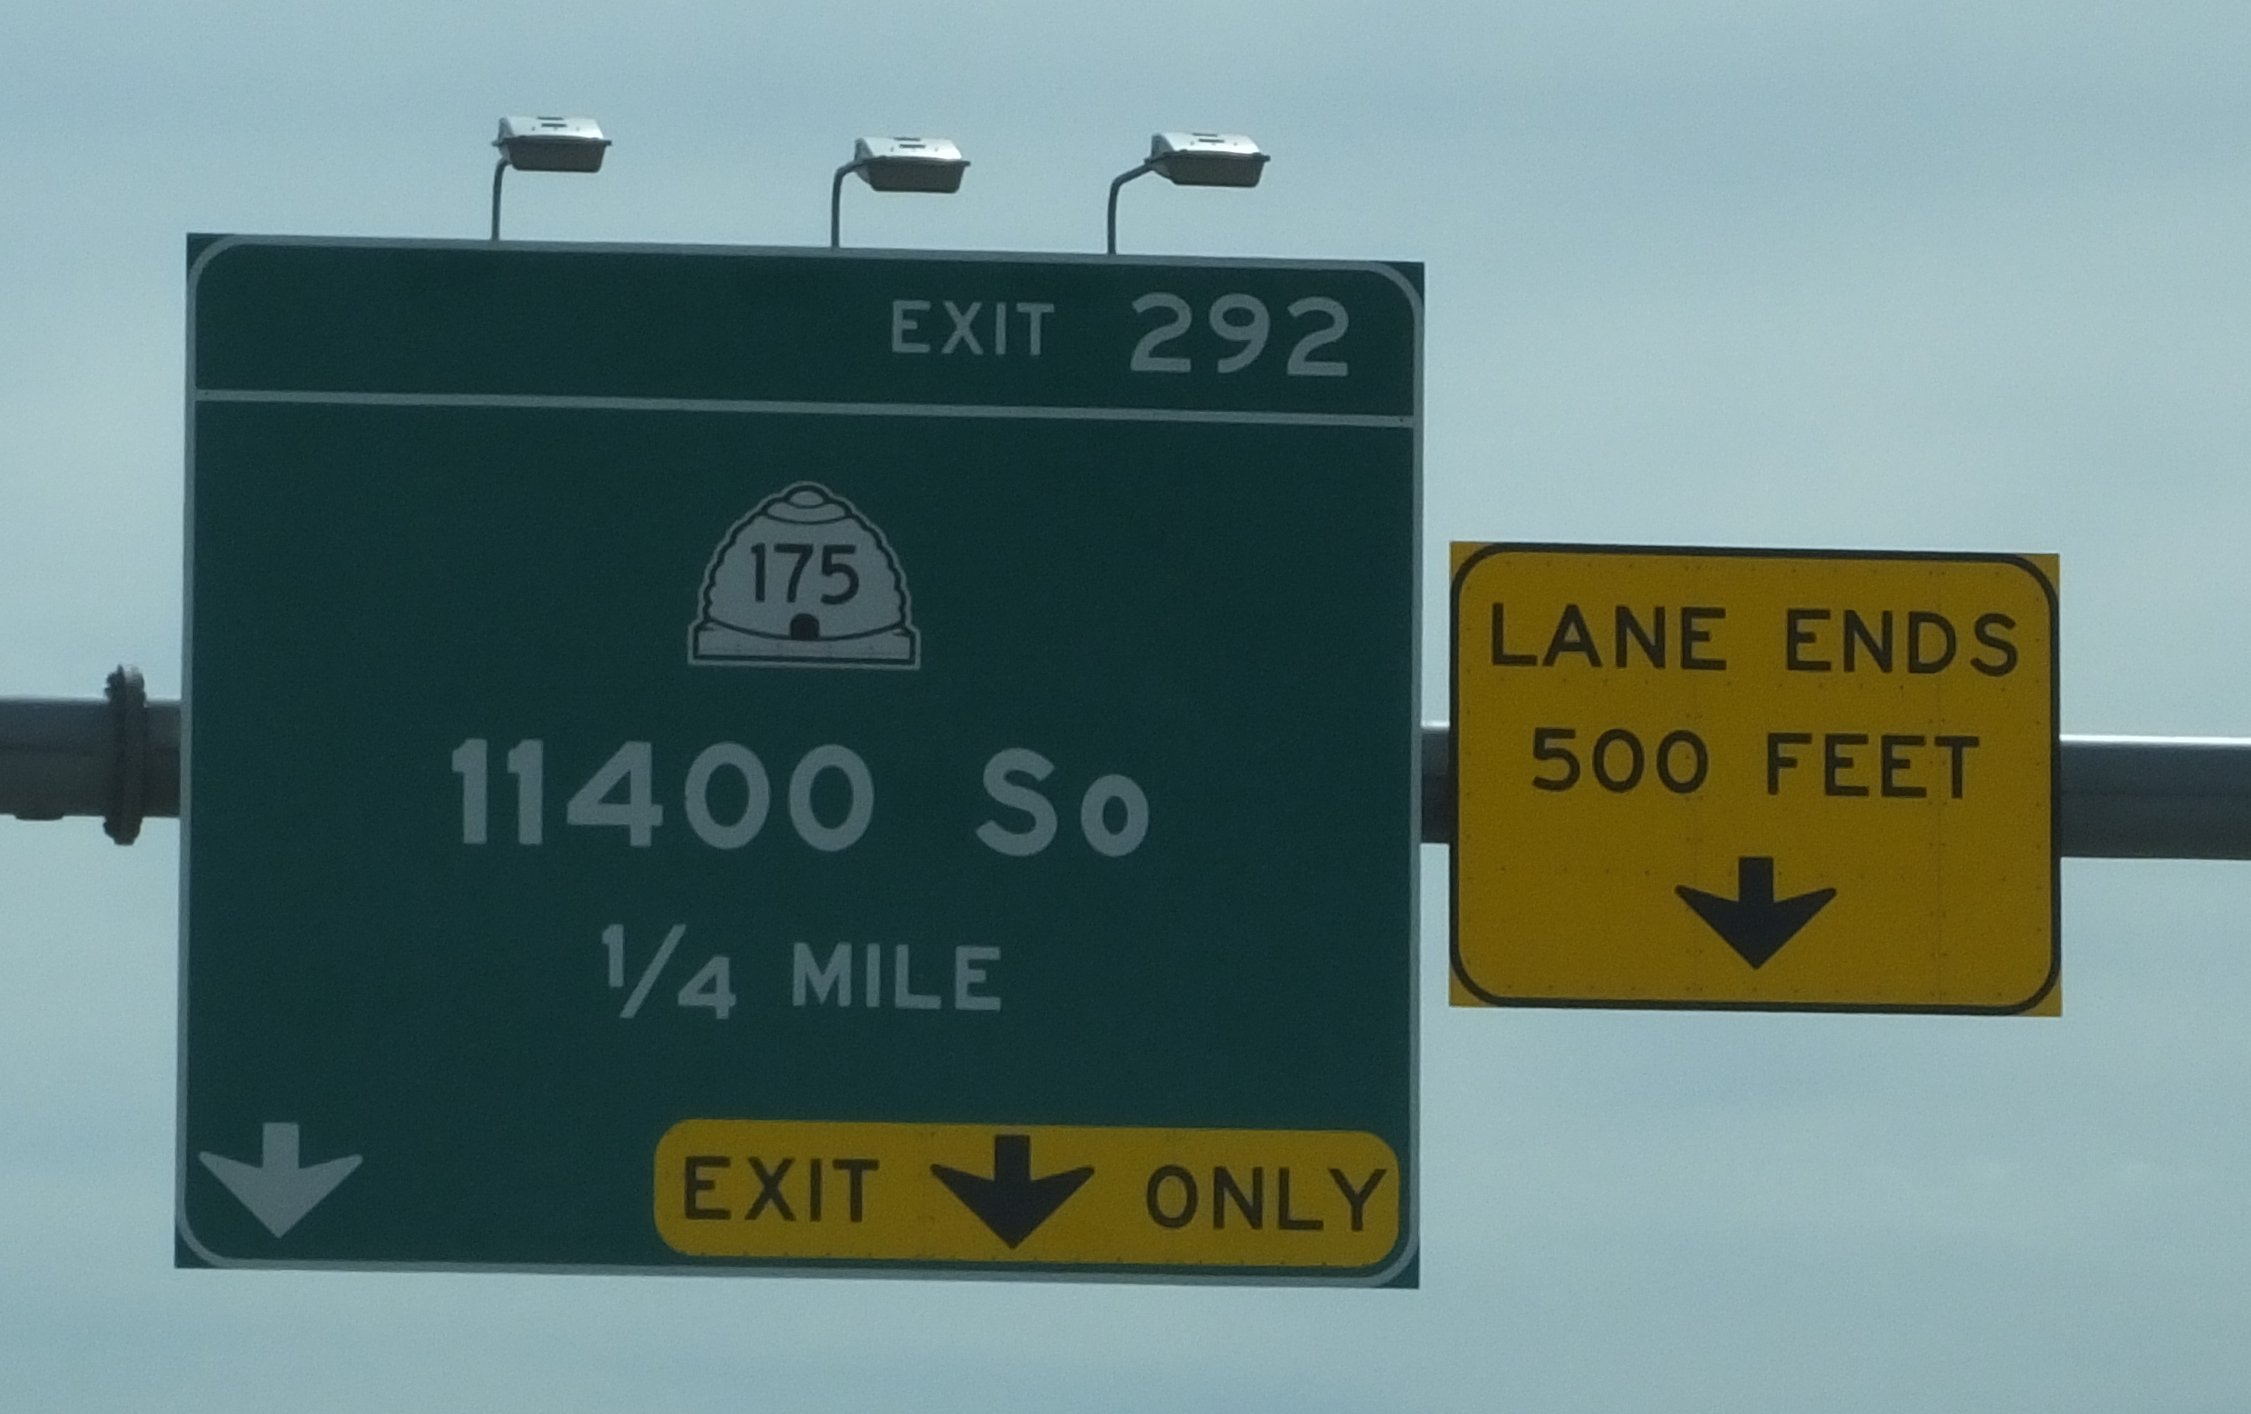 EXIT 292
175
11400 So
1/4 MILE
EXIT ONLY
LANE ENDS
500 FEET